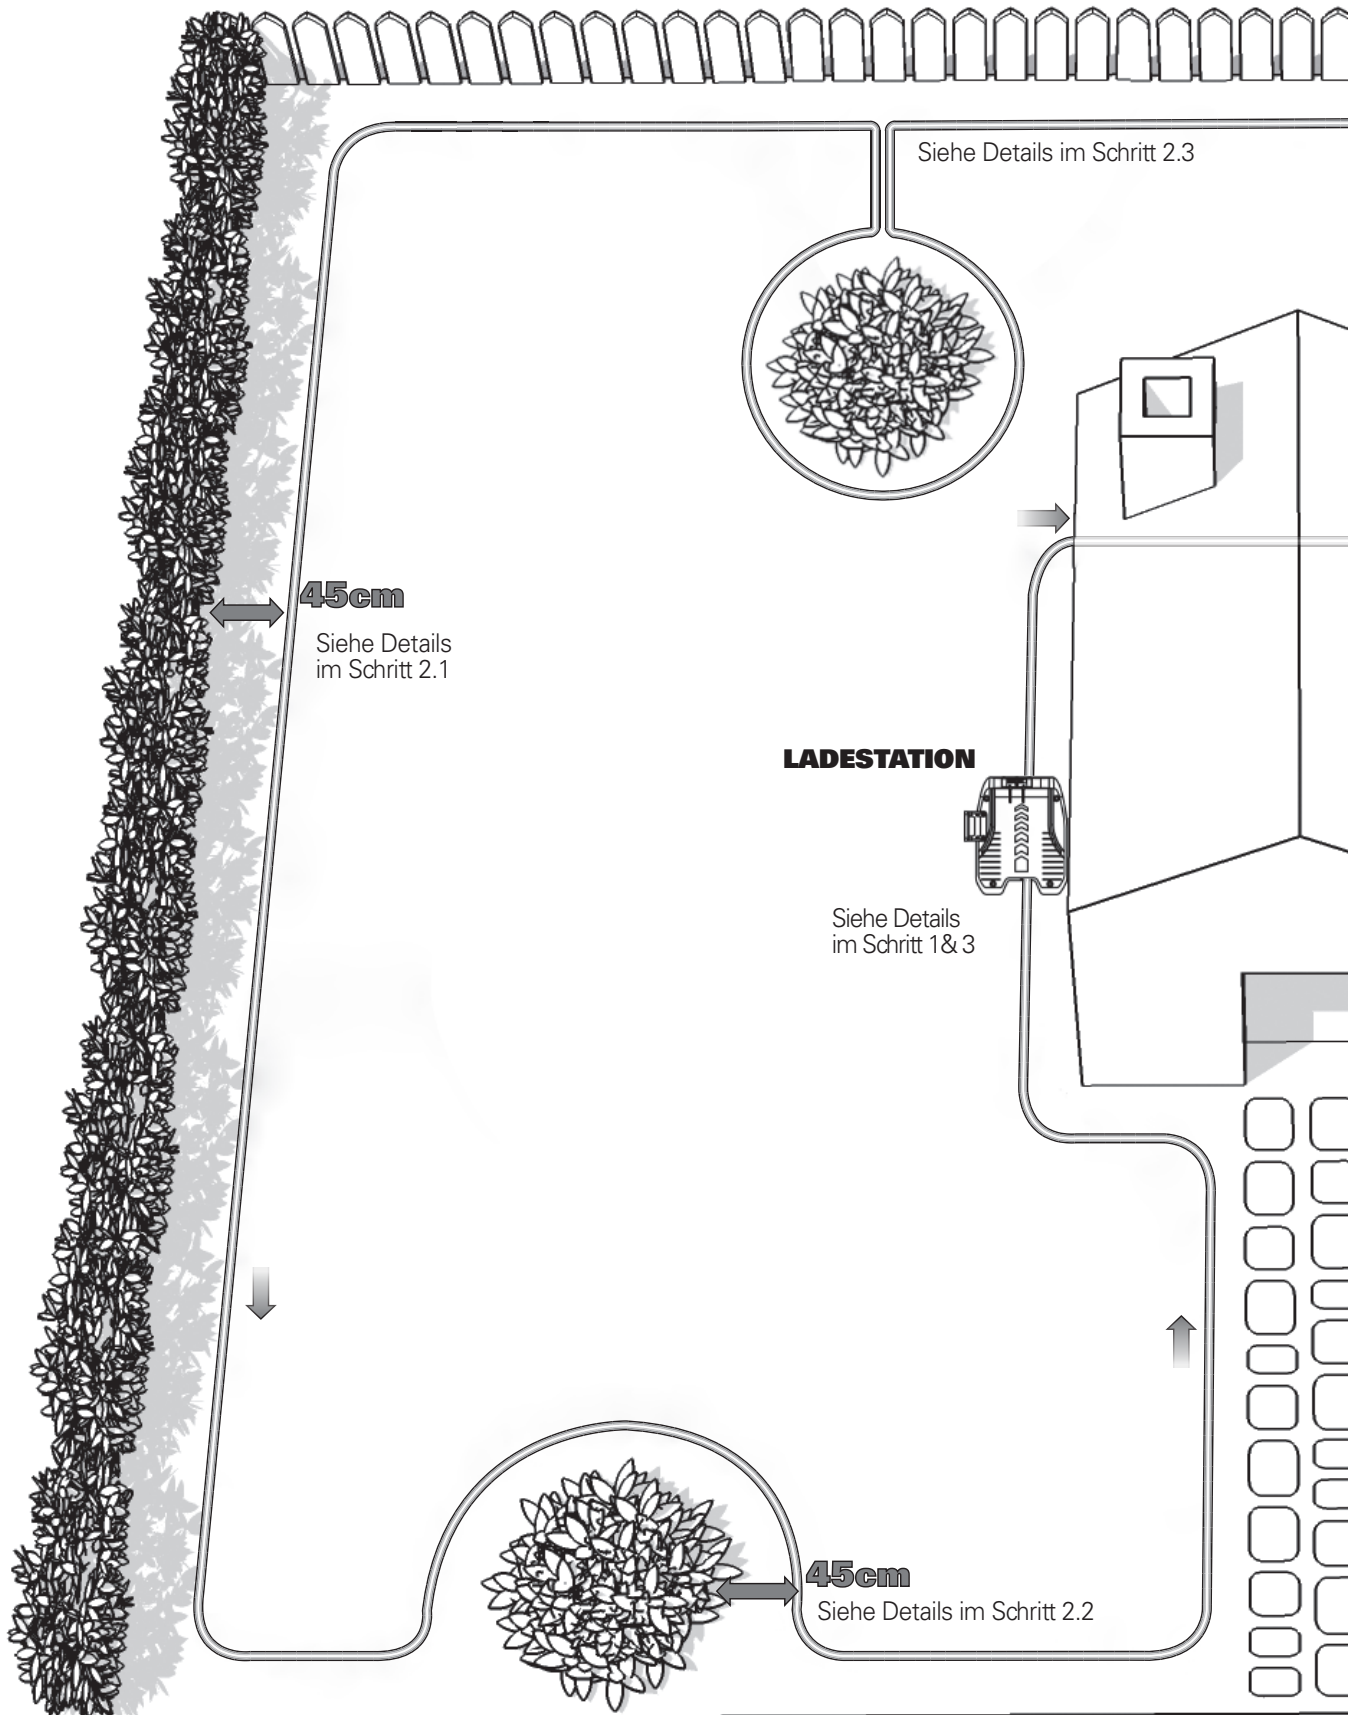 Siehe Details im Schritt 2.3
45cm
Siehe Details
im Schritt 2.1
LADESTATION
Siehe Details
im Schritt 1& 3
45cm
Siehe Details im Schritt 2.2